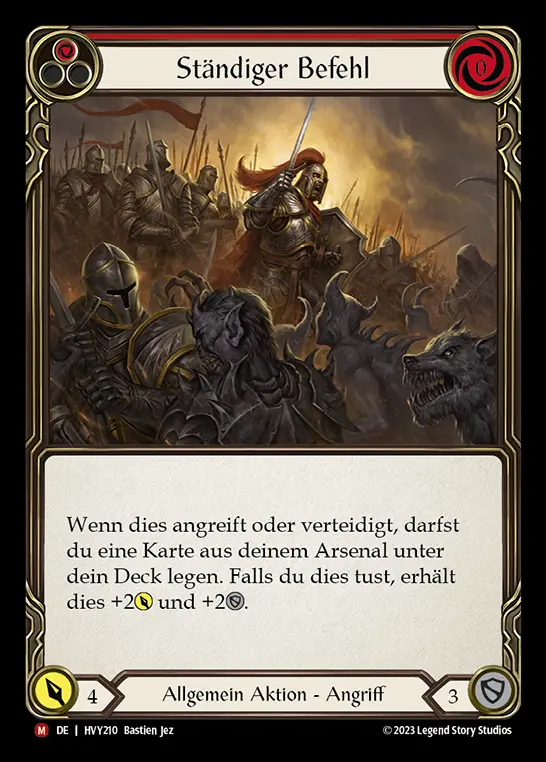 Ständiger Befehl
0
Wenn dies angreift oder verteidigt, darfst
du eine Karte aus deinem Arsenal unter
dein Deck legen. Falls du dies tust, erhält
dies +2 und +2.
4
Allgemein Aktion - Angriff
3
M DE | HVY210 Bastien Jez
© 2023 Legend Story Studios